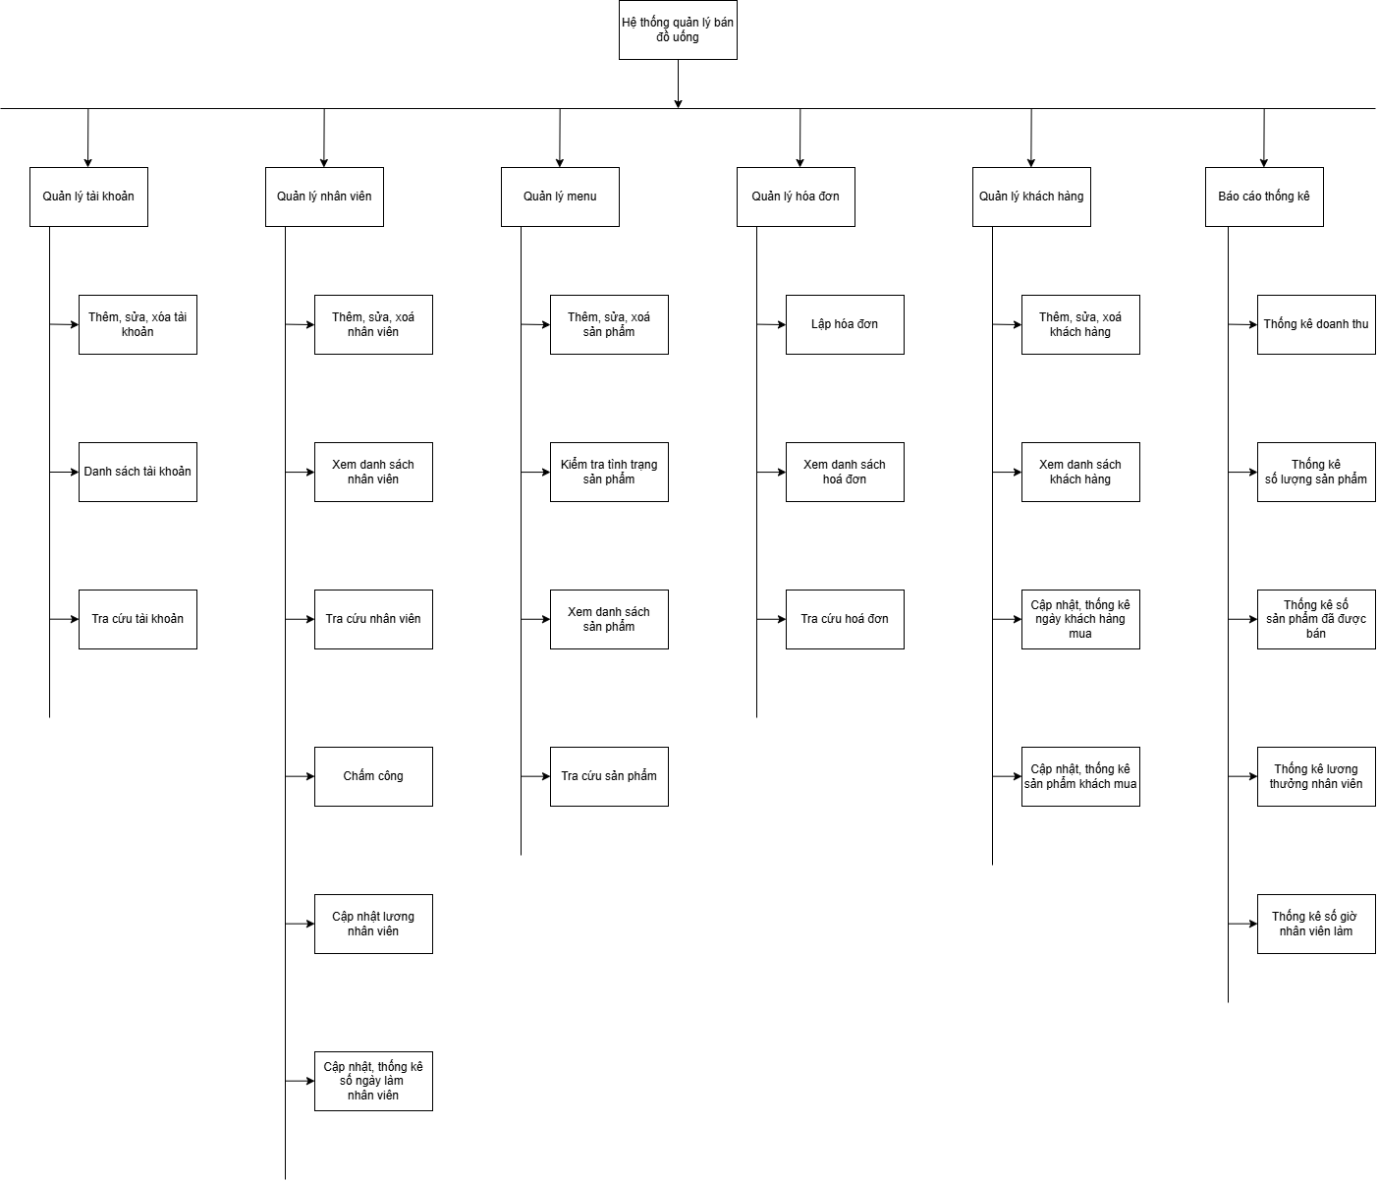 Hệ thống quản lý bán
đồ uống
Quản lý tài khoản
Quản lý nhân viên
Quản lý menu
Quản lý hóa đơn
Quản lý khách hàng
Báo cáo thống kê
Thêm, sửa, xóa tài
khoản
Thêm, sửa, xoá
nhân viên
Thêm, sửa, xoá
sản phẩm
Lập hóa đơn
Thêm, sửa, xoá
khách hàng
Thống kê doanh thu
Danh sách tài khoản
Xem danh sách
nhân viên
Kiểm tra tình trạng
sản phẩm
Xem danh sách
hoá đơn
Xem danh sách
khách hàng
Thống kê
số lượng sản phẩm
Tra cứu tài khoản
Tra cứu nhân viên
Xem danh sách
sản phẩm
Tra cứu hoá đơn
Cập nhật, thống kê
ngày khách hàng
mua
Thống kê số
sản phẩm đã được
bán
Chấm công
Tra cứu sản phẩm
Cập nhật, thống kê
sản phẩm khách mua
Thống kê lương
thưởng nhân viên
Cập nhật lương
nhân viên
Thống kê số giờ
nhân viên làm
Cập nhật, thống kê
số ngày làm
nhân viên